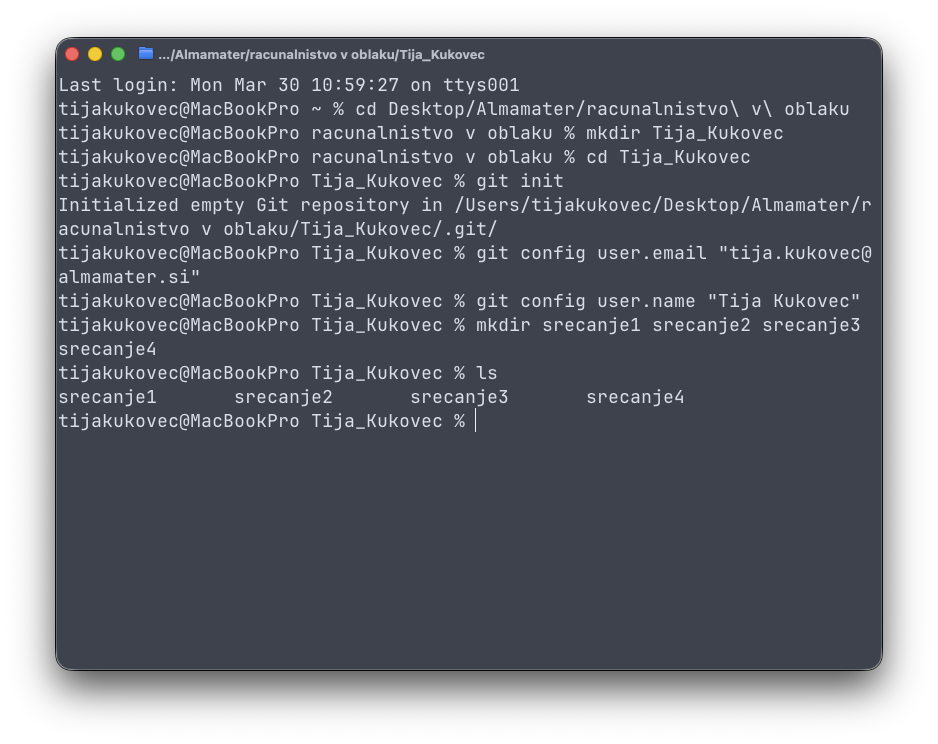 .../Almamater/racunalnistvo v oblaku/Tija_Kukovec
Last login: Mon Mar 30 10:59:27 on ttys001
tijakukovec@MacBookPro ~ % cd Desktop/Almamater/racunalnistvo\ v\ oblaku
tijakukovec@MacBookPro racunalnistvo v oblaku % mkdir Tija_Kukovec
tijakukovec@MacBookPro racunalnistvo v oblaku % cd Tija_Kukovec
tijakukovec@MacBookPro Tija_Kukovec % git init
Initialized empty Git repository in /Users/tijakukovec/Desktop/Almamater/r
acunalnistvo v oblaku/Tija_Kukovec/.git/
tijakukovec@MacBookPro Tija_Kukovec % git config user.email "tija.kukovec@
almamater.si"
tijakukovec@MacBookPro Tija_Kukovec % git config user.name "Tija Kukovec"
tijakukovec@MacBookPro Tija_Kukovec % mkdir srecanje1 srecanje2 srecanje3
srecanje4
tijakukovec@MacBookPro Tija_Kukovec % ls
srecanje1       srecanje2       srecanje3       srecanje4
tijakukovec@MacBookPro Tija_Kukovec %